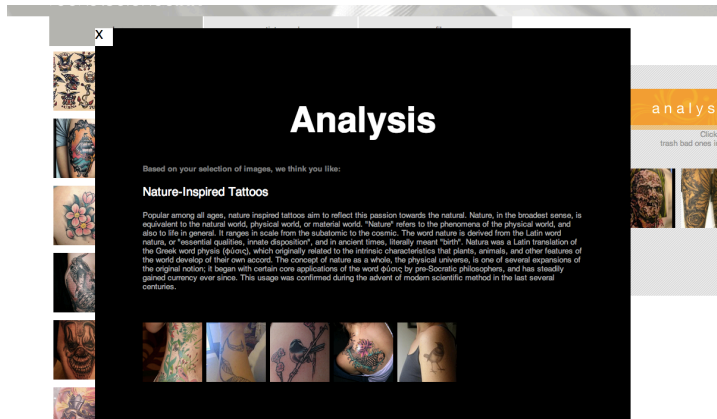 X
Analysis
Based on your selection of images, we think you like:
Nature-Inspired Tattoos
Popular among all ages, nature inspired tattoos aim to reflect this passion towards the natural. Nature, in the broadest sense, is
equivalent to the natural world, physical world, or material world. "Nature" refers to the phenomena of the physical world, and
also to life in general. It ranges in scale from the subatomic to the cosmic. The word nature is derived from the Latin word
natura, or "essential qualities, innate disposition", and in ancient times, literally meant "birth". Natura was a Latin translation of
the Greek word physis (φύσις), which originally related to the intrinsic characteristics that plants, animals, and other features of
the world develop of their own accord. The concept of nature as a whole, the physical universe, is one of several expansions of
the original notion; it began with certain core applications of the word φύσις by pre-Socratic philosophers, and has steadily
gained currency ever since. This usage was confirmed during the advent of modern scientific method in the last several
centuries.
analys
Click
trash bad ones i